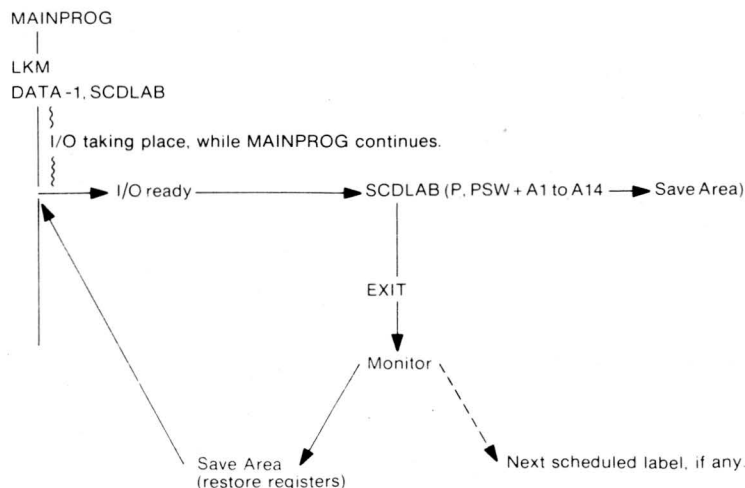 MAINPROG
LKM
DATA -1, SCDLAB
I/O taking place, while MAINPROG continues.
I/O ready
SCDLAB (P, PSW + A1 to A14
Save Area)
EXIT
Monitor
Save Area
(restore registers)
Next scheduled label, if any.